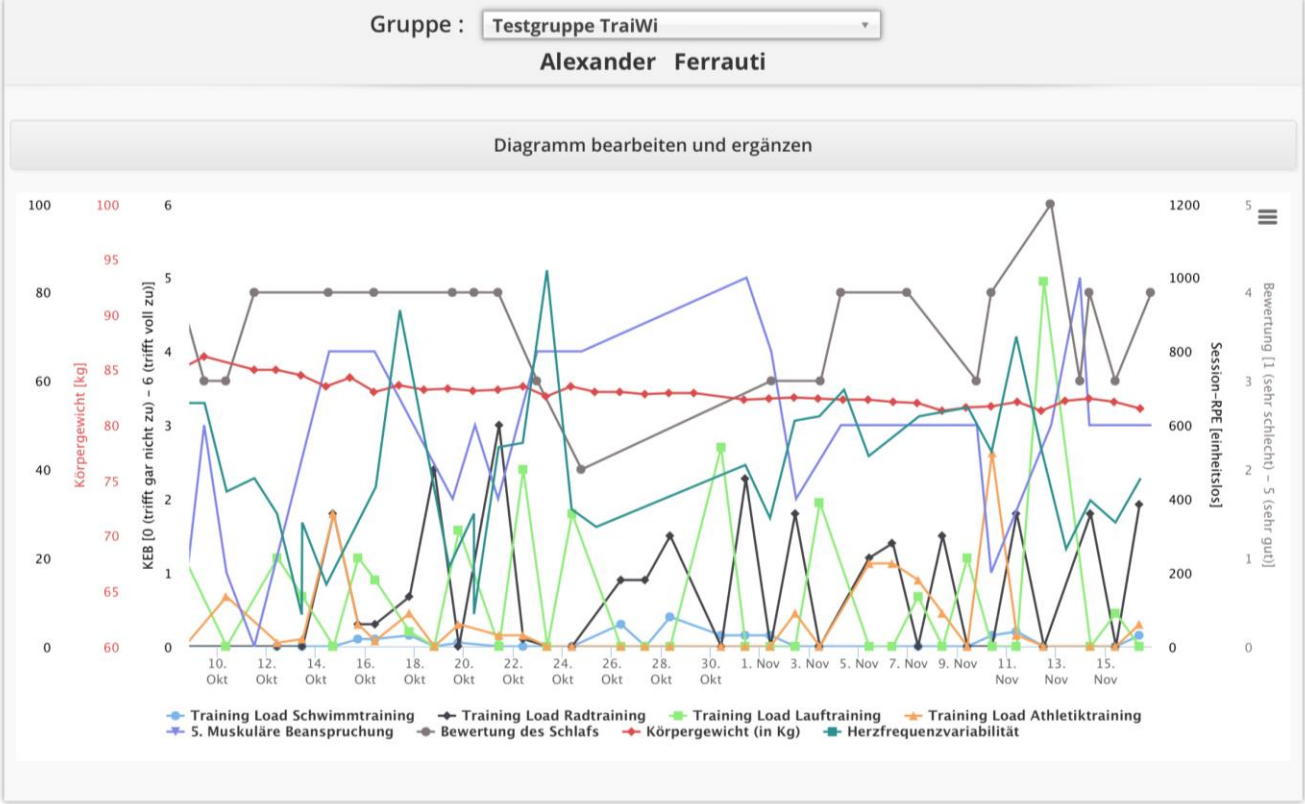 Gruppe : Testgruppe TraiWi
Alexander Ferrauti
Diagramm bearbeiten und ergänzen
100 100 6 1200 5
95
80 90 5 1000 4
85
60 4 800 3
80 3 600
40 75 2 400 2
70
20 65 1 200 1
0 60 0 0 0
Körpergewicht [kg]
KEB [0 (trifft gar nicht zu) – 6 (trifft voll zu)]
Session-RPE [einheitslos]
Bewertung [1 (sehr schlecht) – 5 (sehr gut)]
10. Okt 12. Okt 14. Okt 16. Okt 18. Okt 20. Okt 22. Okt 24. Okt 26. Okt 28. Okt 30. Okt 1. Nov 3. Nov 5. Nov 7. Nov 9. Nov 11. Nov 13. Nov 15. Nov
Training Load Schwimmtraining Training Load Radtraining Training Load Lauftraining Training Load Athletiktraining
5. Muskuläre Beanspruchung Bewertung des Schlafs Körpergewicht (in Kg) Herzfrequenzvariabilität